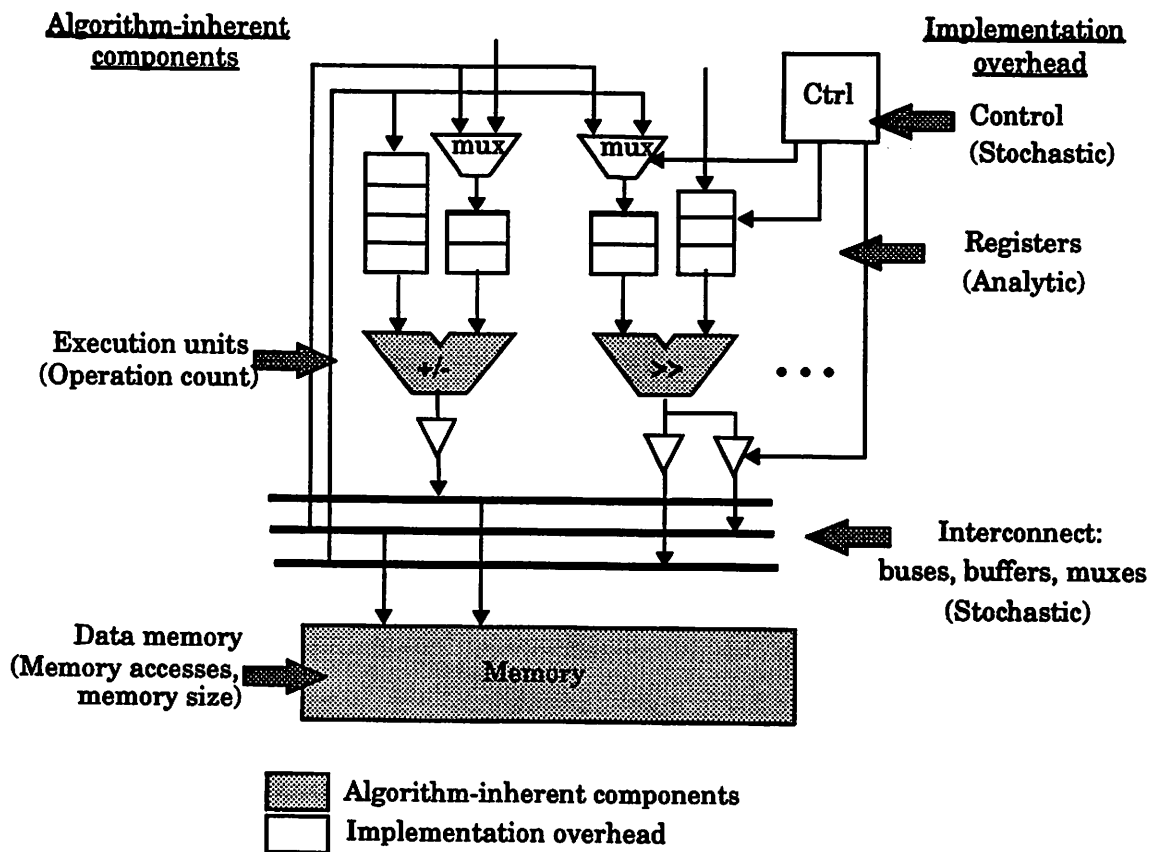 Algorithm-inherent
components
Implementation
overhead
Ctrl
Control
(Stochastic)
mux
mux
Registers
(Analytic)
Execution units
(Operation count)
+/-
>>
Interconnect:
buses, buffers, muxes
(Stochastic)
Data memory
(Memory accesses,
memory size)
Memory
Algorithm-inherent components
Implementation overhead